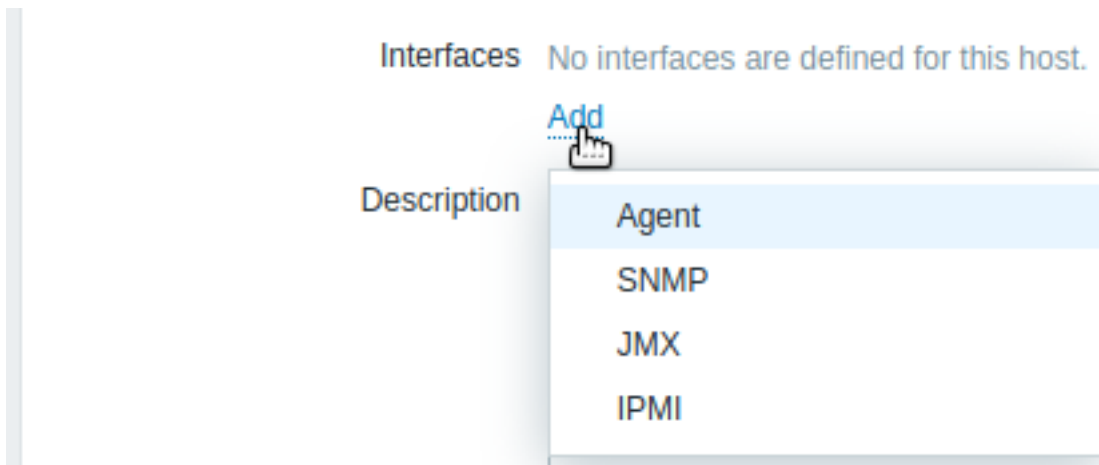 Interfaces No interfaces are defined for this host.
Add
Description
Agent
SNMP
JMX
IPMI